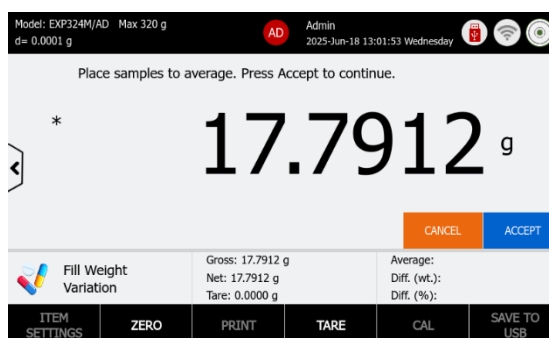 Model: EXP324M/AD Max 320 g
d= 0.0001 g
AD
Admin
2025-Jun-18 13:01:53 Wednesday
Place samples to average. Press Accept to continue.
*
17.7912 g
CANCEL
ACCEPT
Fill Weight
Variation
Gross: 17.7912 g
Net: 17.7912 g
Tare: 0.0000 g
Average:
Diff. (wt.):
Diff. (%):
ITEM
SETTINGS
ZERO
PRINT
TARE
CAL
SAVE TO
USB